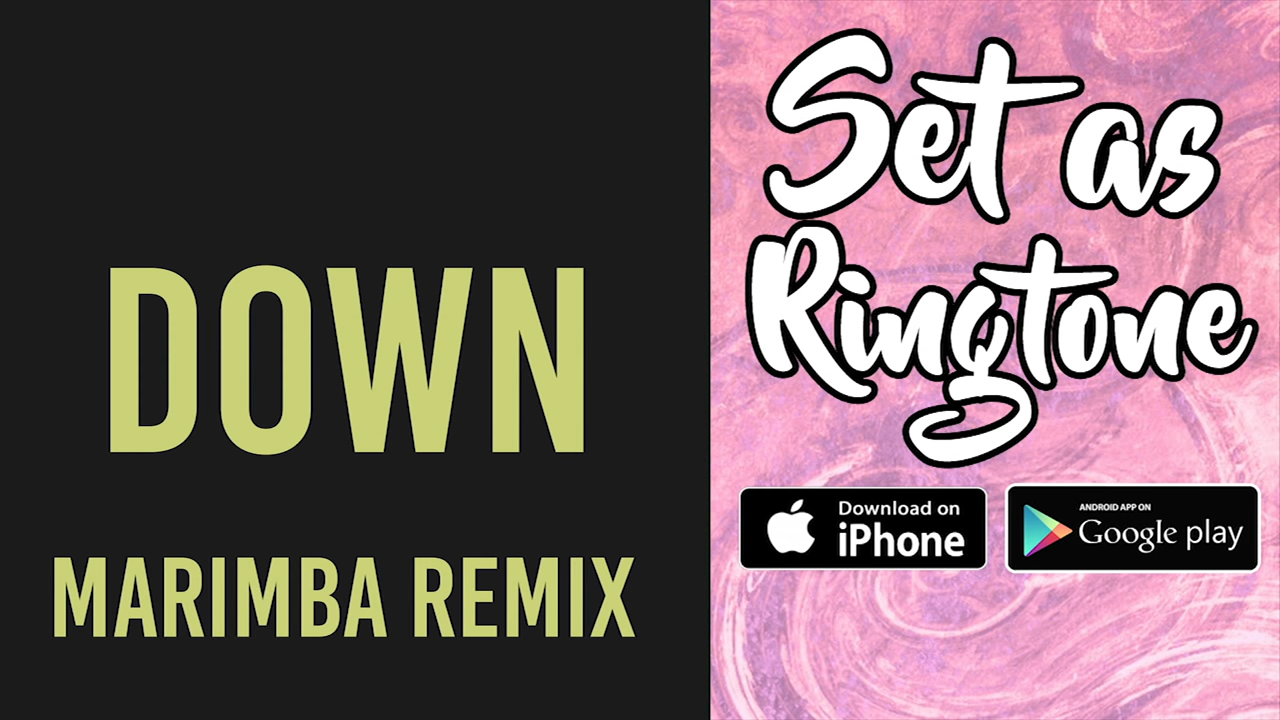 DOWN
MARIMBA REMIX
Set as
Ringtone
Download on
iPhone
ANDROID APP ON
Google play